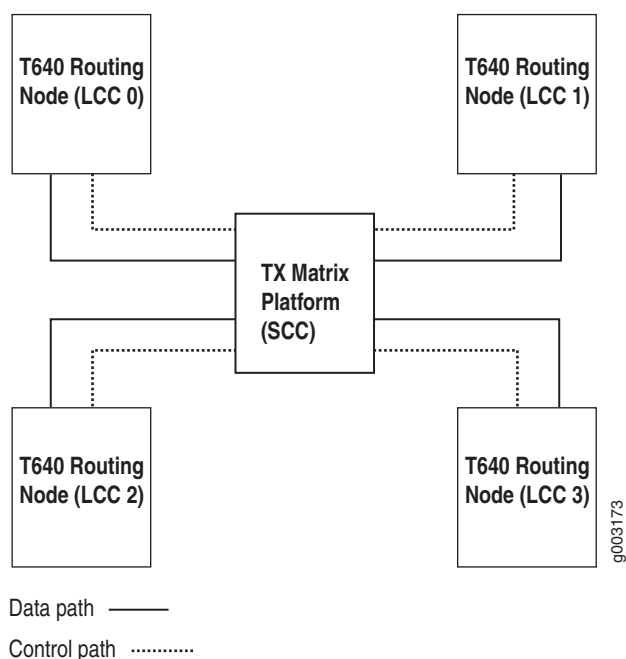 T640 Routing
Node (LCC 0)
T640 Routing
Node (LCC 1)
TX Matrix
Platform
(SCC)
T640 Routing
Node (LCC 2)
T640 Routing
Node (LCC 3)
g003173
Data path
Control path